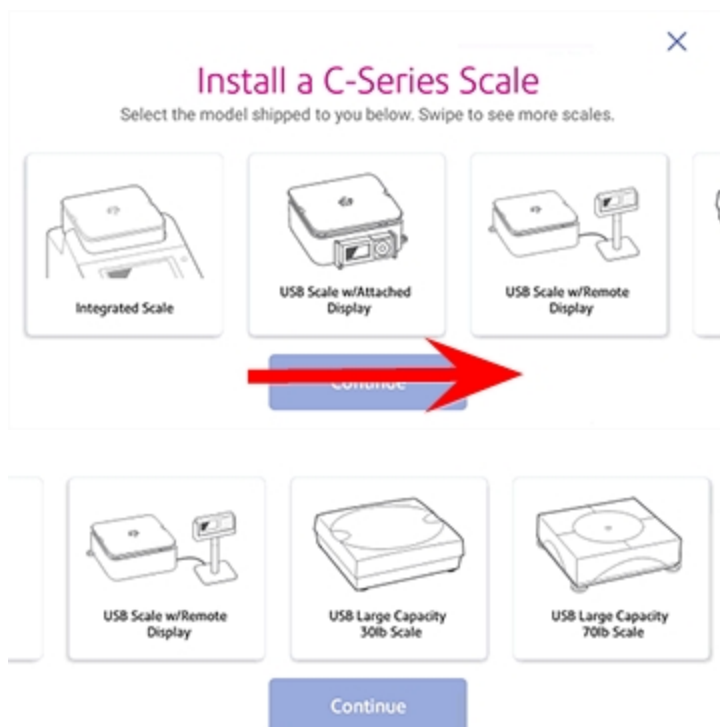 Install a C-Series Scale
Select the model shipped to you below. Swipe to see more scales.
Integrated Scale
USB Scale w/Attached
Display
USB Scale w/Remote
Display
Continue
USB Scale w/Remote
Display
USB Large Capacity
30lb Scale
USB Large Capacity
70lb Scale
Continue